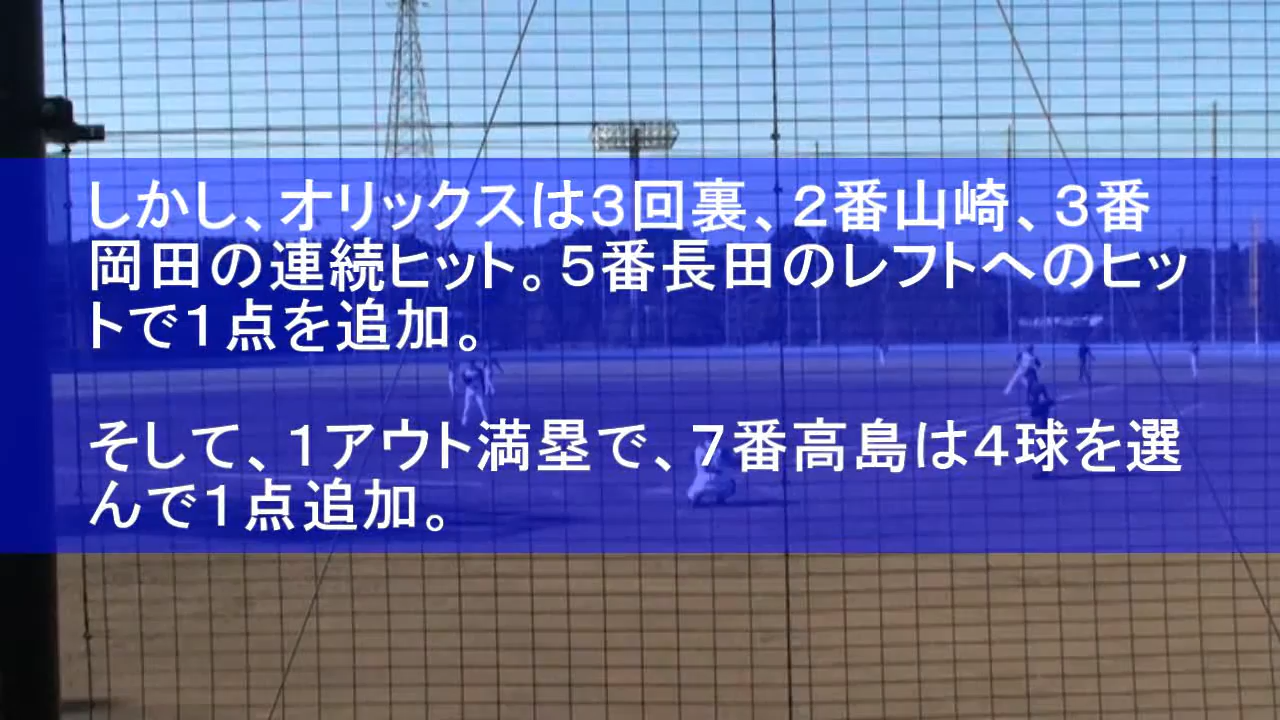 しかし、オリックスは３回裏、２番山崎、３番
岡田の連続ヒット。５番長田のレフトへのヒッ
トで１点を追加。
そして、１アウト満塁で、７番高島は４球を選
んで１点追加。